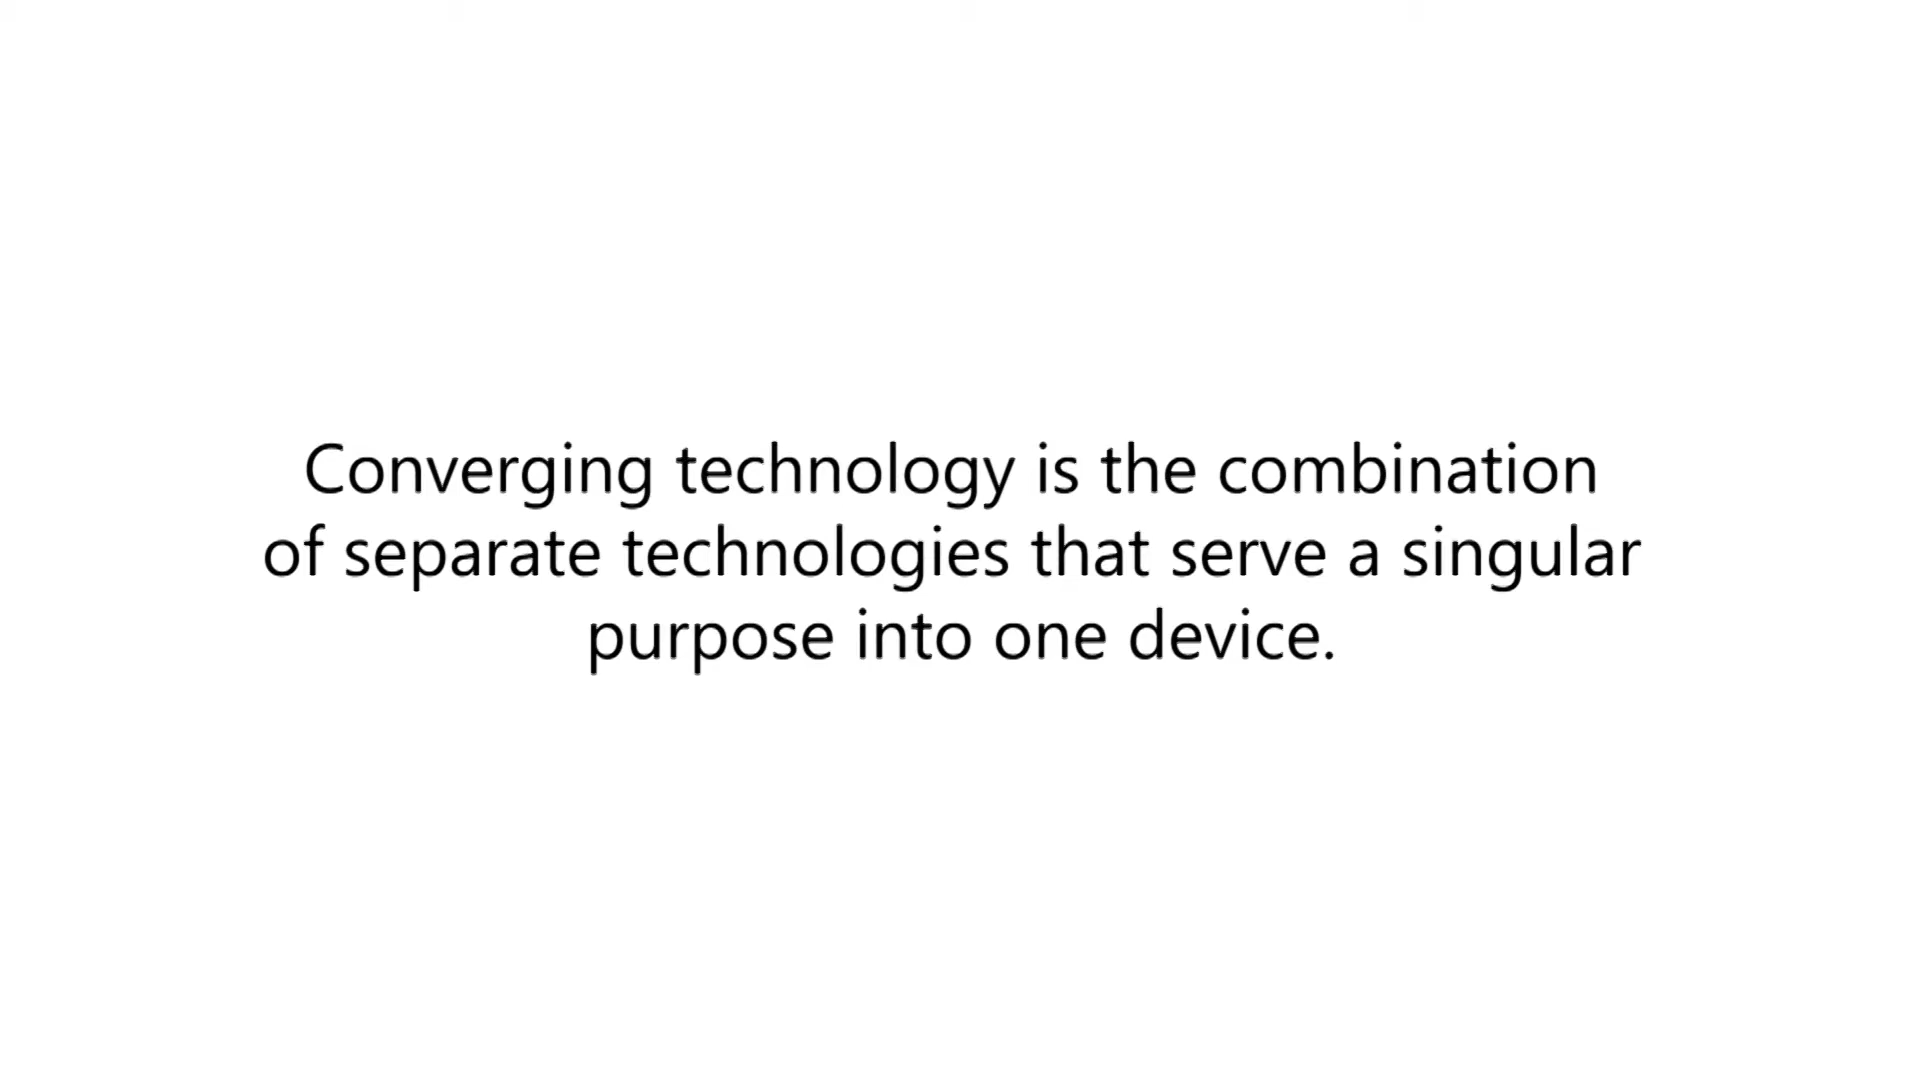 Converging technology is the combination
of separate technologies that serve a singular
purpose into one device.